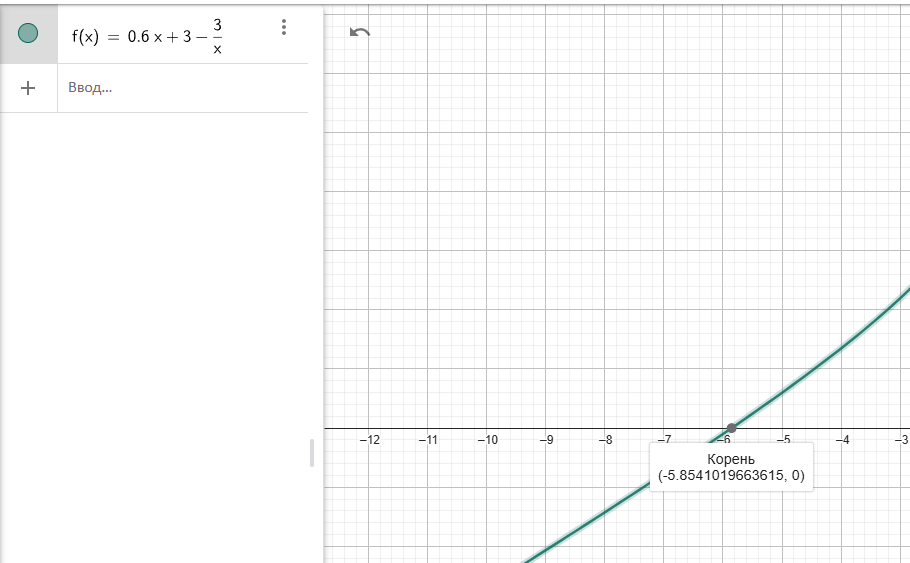 f(x) = 0.6 x + 3 − 3/x
Ввод...
−12 −11 −10 −9 −8 −7 −6 −5 −4 −3
Корень
(-5.8541019663615, 0)